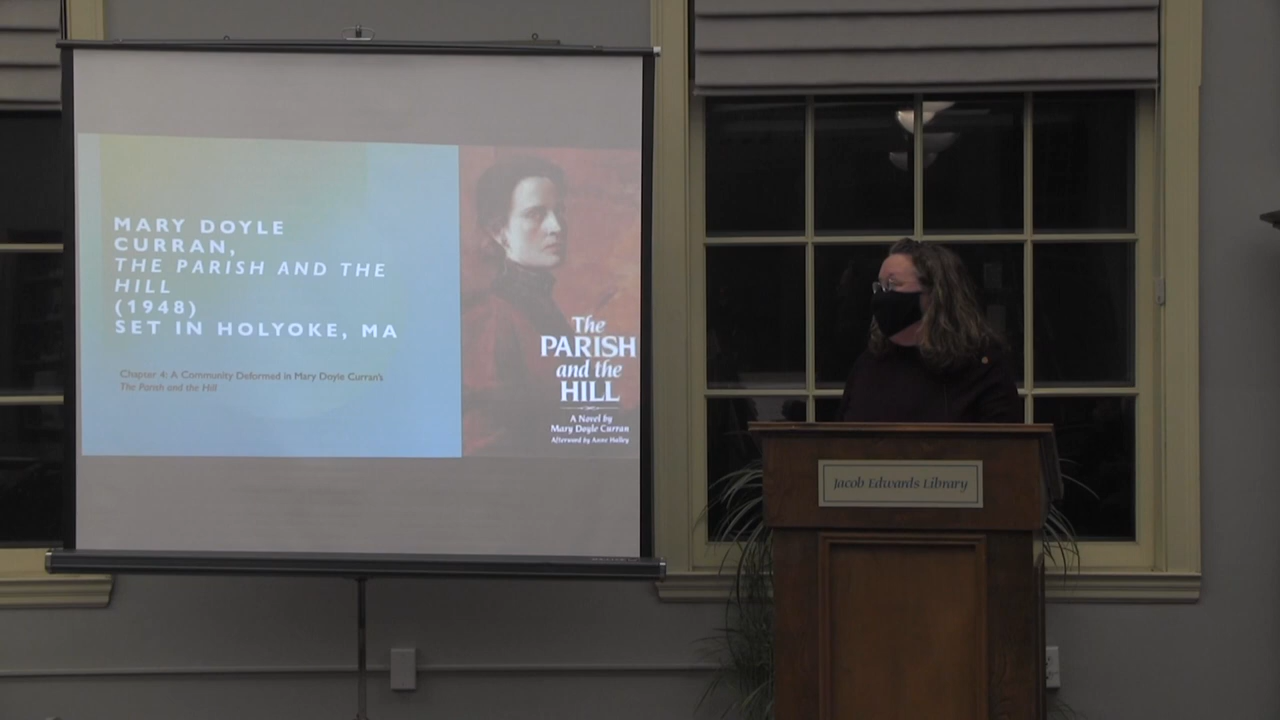 MARY DOYLE
CURRAN,
THE PARISH AND THE
HILL
(1948)
SET IN HOLYOKE, MA
Chapter 4: A Community Deformed in Mary Doyle Curran's
The Parish and the Hill
The
PARISH
and the
HILL
A Novel by
Mary Doyle Curran
Afterword by Anne Halley
Jacob Edwards Library